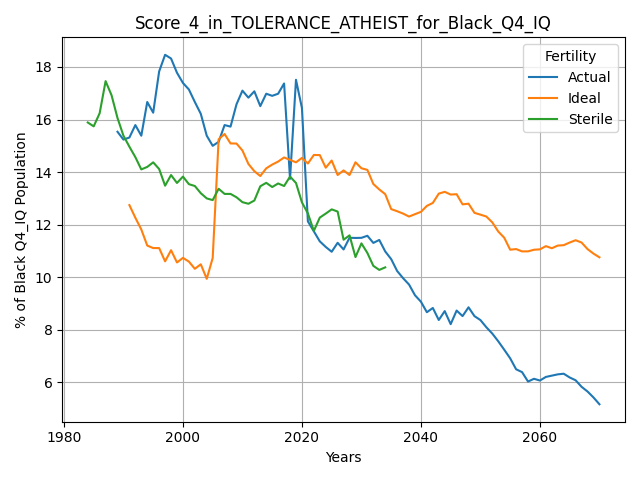 Score_4_in_TOLERANCE_ATHEIST_for_Black_Q4_IQ
Fertility
Actual
Ideal
Sterile
% of Black Q4_IQ Population
18
16
14
12
10
8
6
1980
2000
2020
2040
2060
Years